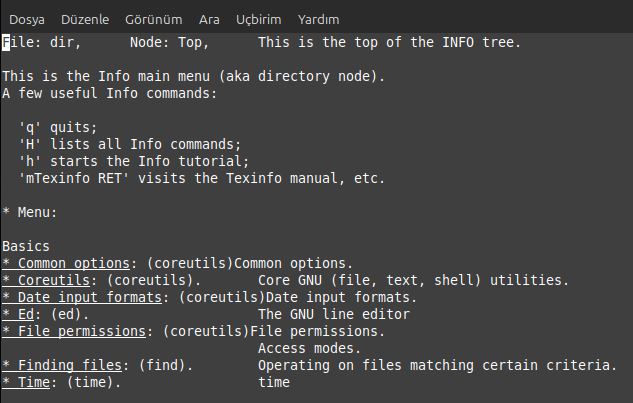 Dosya Düzenle Görünüm Ara Uçbirim Yardım
File: dir,      Node: Top,      This is the top of the INFO tree.
This is the Info main menu (aka directory node).
A few useful Info commands:
'q' quits;
'H' lists all Info commands;
'h' starts the Info tutorial;
'mTexinfo RET' visits the Texinfo manual, etc.
* Menu:
Basics
* Common options: (coreutils)Common options.
* Coreutils: (coreutils).       Core GNU (file, text, shell) utilities.
* Date input formats: (coreutils)Date input formats.
* Ed: (ed).                     The GNU line editor
* File permissions: (coreutils)File permissions.
Access modes.
* Finding files: (find).        Operating on files matching certain criteria.
* Time: (time).                 time